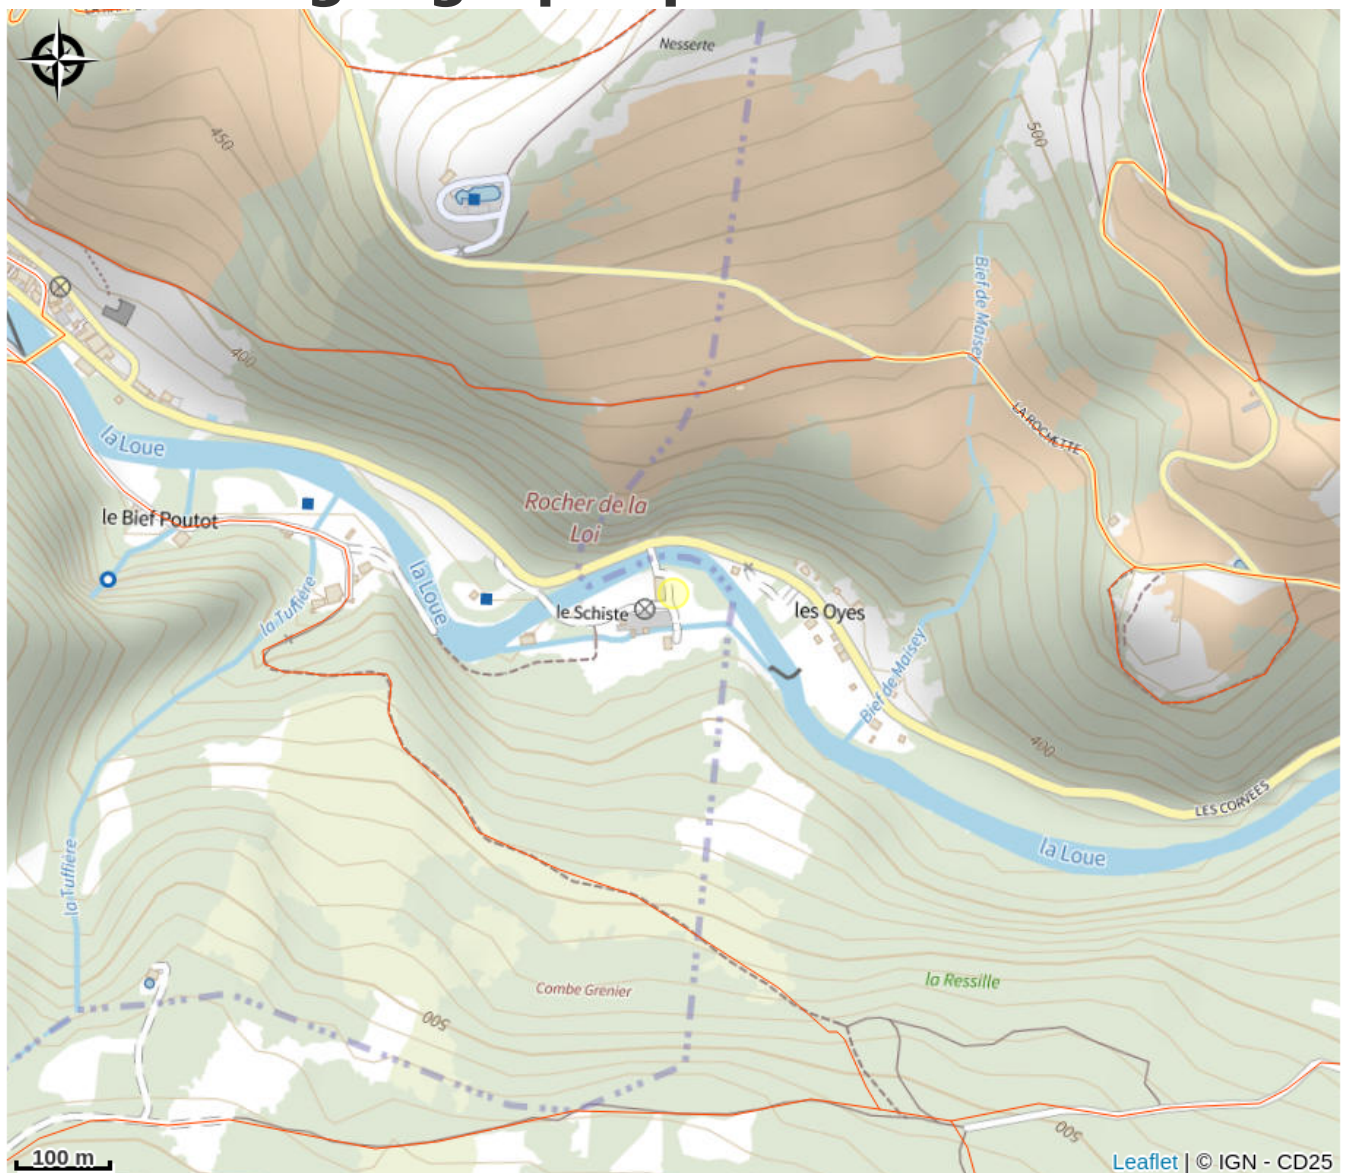 Nesserte
450
500
Bief de Maisey
400
LA ROCHETTE
la Loue
Rocher de la
Loi
le Bief Poutot
la Loue
la Tuffière
le Schiste
les Oyes
Bief de Maisey
400
LES CORVEES
la Loue
la Tuffière
la Ressille
Combe Grenier
500
500
100 m
Leaflet | © IGN - CD25